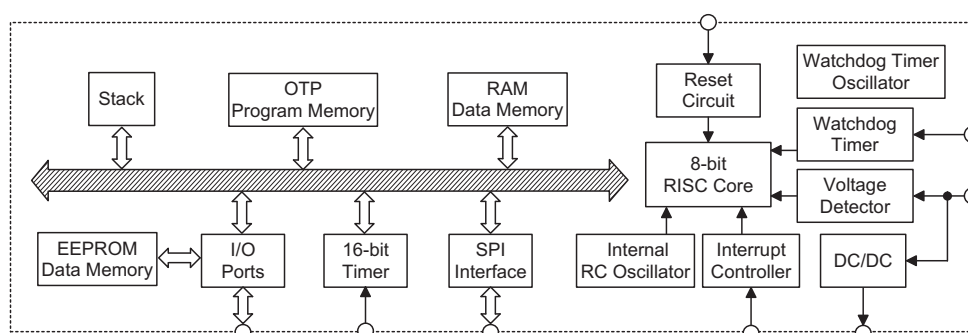 Stack
OTP
Program Memory
RAM
Data Memory
Reset
Circuit
Watchdog Timer
Oscillator
8-bit
RISC Core
Watchdog
Timer
Voltage
Detector
EEPROM
Data Memory
I/O
Ports
16-bit
Timer
SPI
Interface
Internal
RC Oscillator
Interrupt
Controller
DC/DC